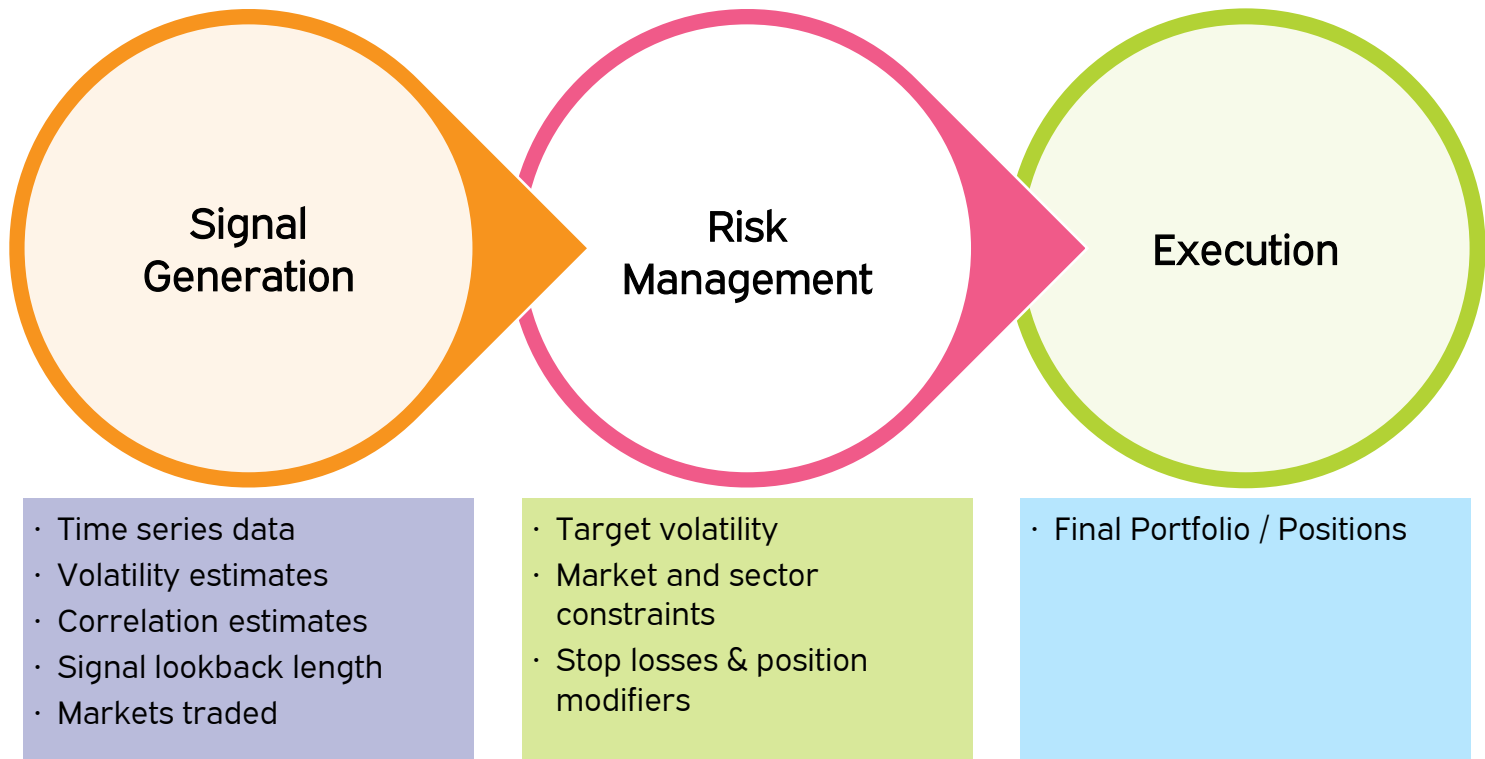 Signal
Generation
Risk
Management
Execution
· Time series data
· Volatility estimates
· Correlation estimates
· Signal lookback length
· Markets traded
· Target volatility
· Market and sector
constraints
· Stop losses & position
modifiers
· Final Portfolio / Positions